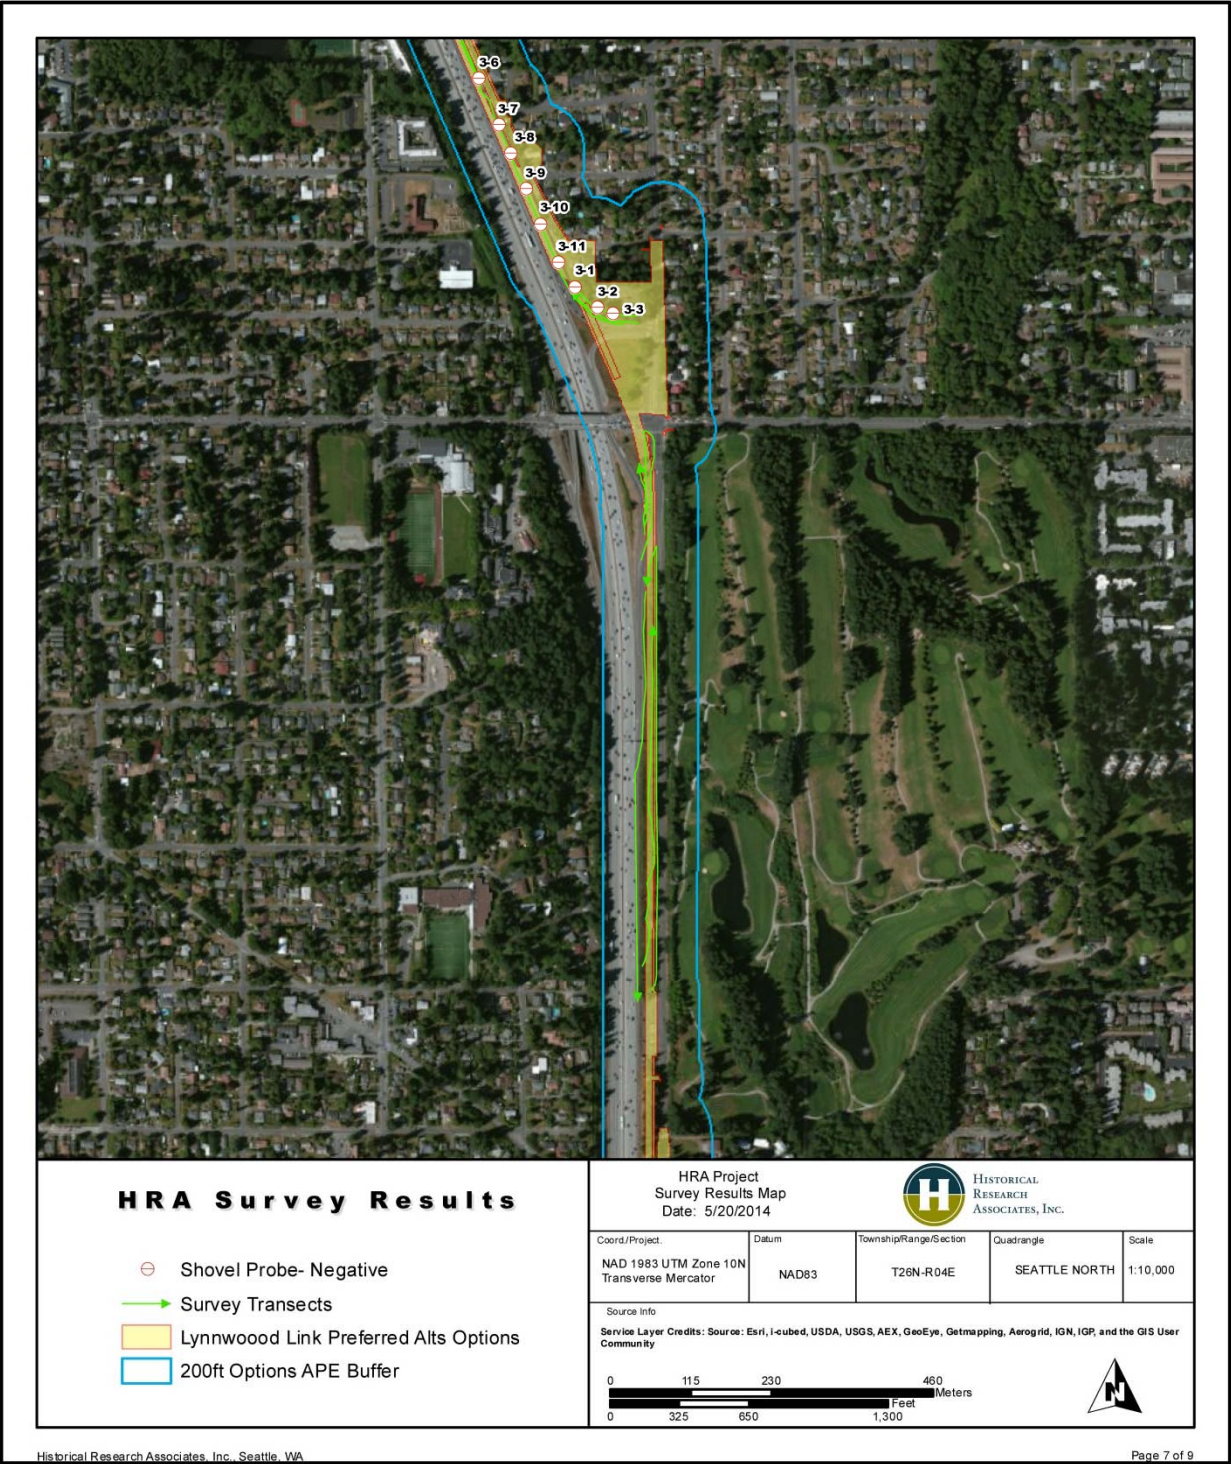 3-6
3-7
3-8
3-9
3-10
3-11
3-1
3-2
3-3
HRA Survey Results
Shovel Probe- Negative
Survey Transects
Lynnwoood Link Preferred Alts Options
200ft Options APE Buffer
HRA Project
Survey Results Map
Date: 5/20/2014
H
HISTORICAL
RESEARCH
ASSOCIATES, INC.
Coord./Project.
NAD 1983 UTM Zone 10N
Transverse Mercator
Datum
NAD83
Township/Range/Section
T26N-R04E
Quadrangle
SEATTLE NORTH
Scale
1:10,000
Source Info
Service Layer Credits: Source: Esri, i-cubed, USDA, USGS, AEX, GeoEye, Getmapping, Aerogrid, IGN, IGP, and the GIS User
Community
0 115 230 460
Meters
Feet
0 325 650 1,300
N
Historical Research Associates, Inc., Seattle, WA
Page 7 of 9